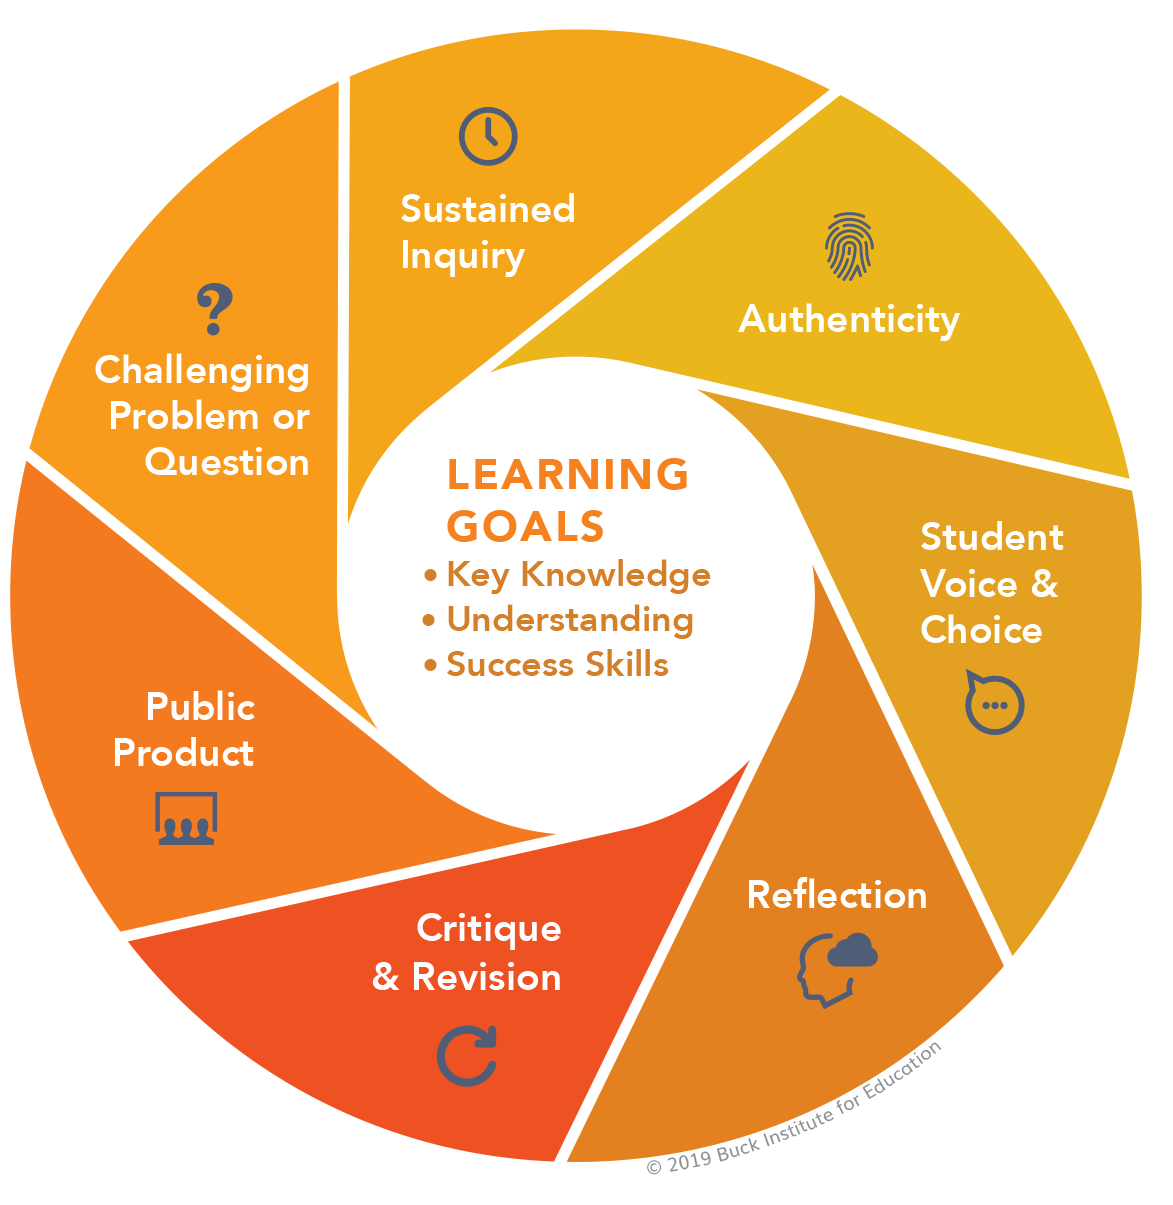 Sustained
Inquiry
Authenticity
Student
Voice &
Choice
Reflection
Critique
& Revision
Public
Product
Challenging
Problem or
Question
LEARNING
GOALS
• Key Knowledge
• Understanding
• Success Skills
© 2019 Buck Institute for Education